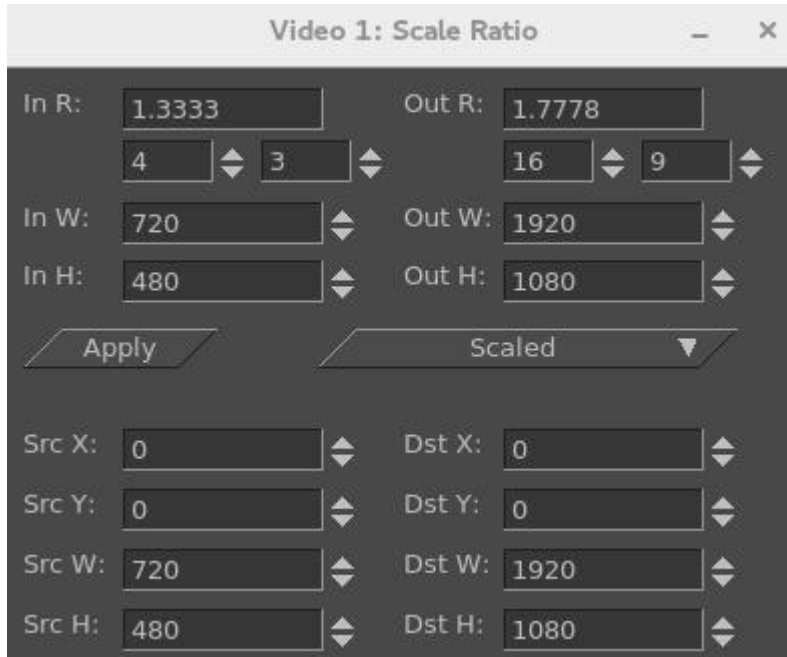 Video 1: Scale Ratio
In R: 1.3333 Out R: 1.7778
4 3 16 9
In W: 720 Out W: 1920
In H: 480 Out H: 1080
Apply Scaled
Src X: 0 Dst X: 0
Src Y: 0 Dst Y: 0
Src W: 720 Dst W: 1920
Src H: 480 Dst H: 1080